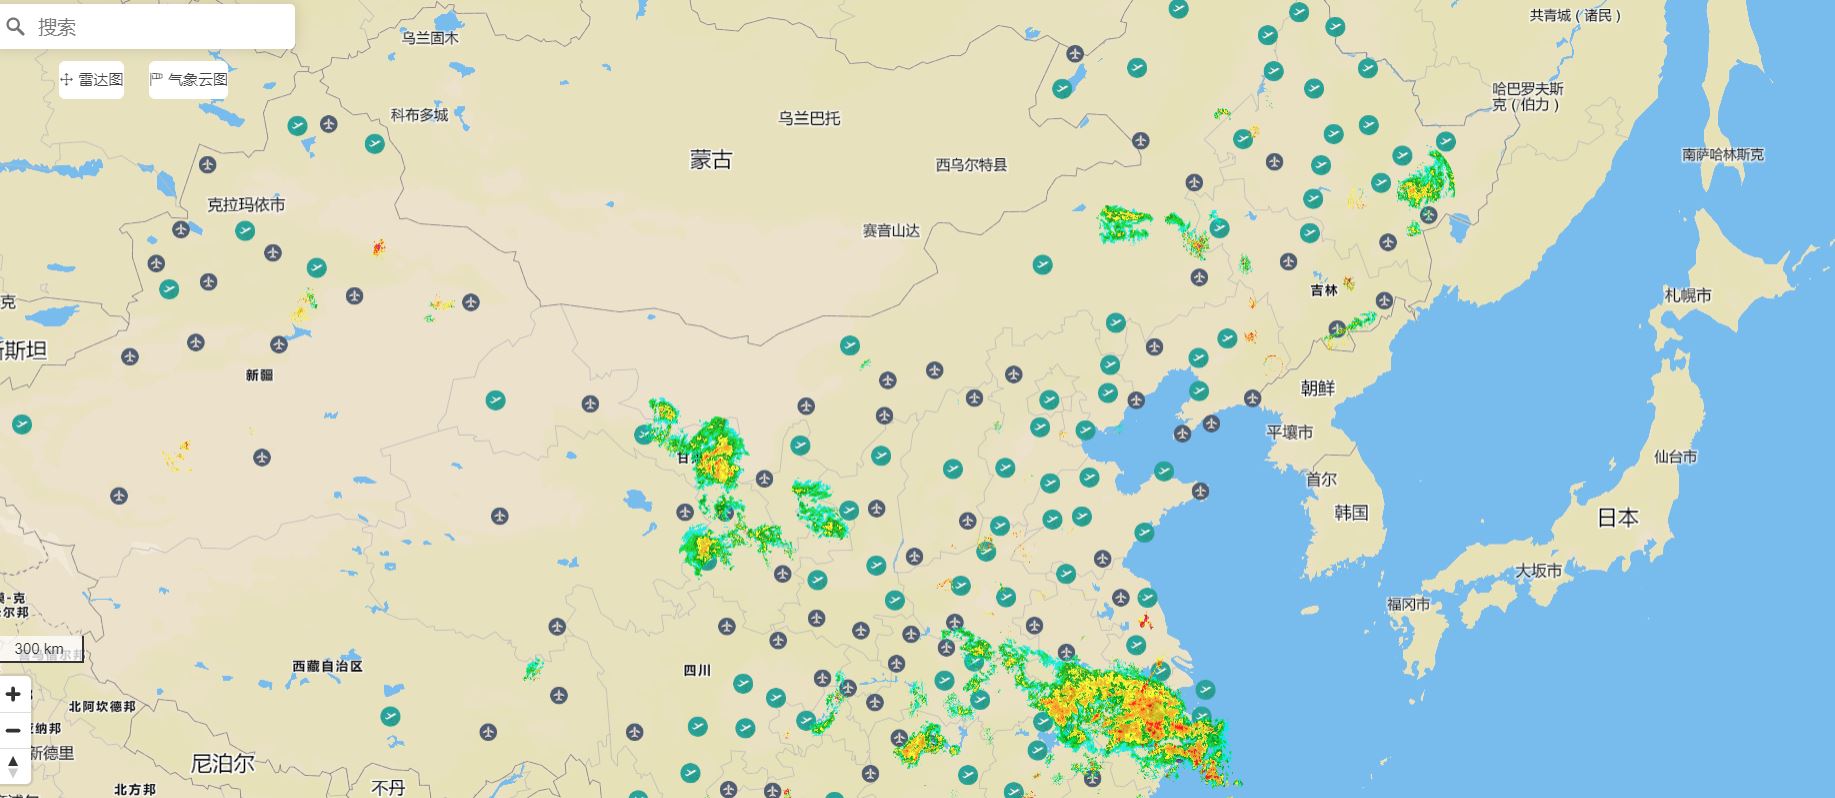 搜索
雷达图
气象云图
乌兰固木
科布多城
乌兰巴托
蒙古
西乌尔特县
赛音山达
共青城（诸民）
哈巴罗夫斯
克（伯力）
南萨哈林斯克
克拉玛依市
克
斯坦
新疆
吉林
札幌市
朝鲜
平壤市
首尔
韩国
仙台市
日本
大坂市
福冈市
300 km
西藏自治区
四川
北阿坎德邦
纳邦
新德里
尼泊尔
北方邦
不丹